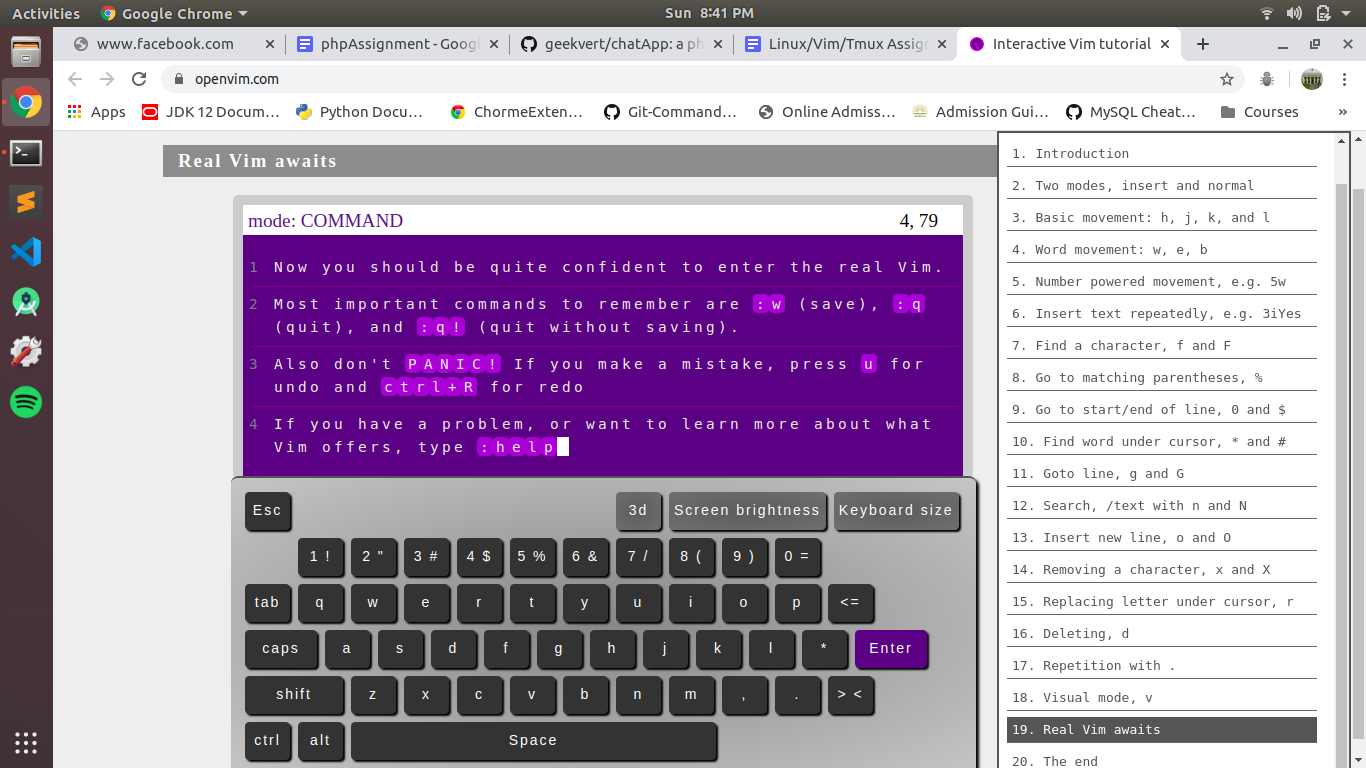 Activities
Google Chrome
Sun 8:41 PM
www.facebook.com
phpAssignment - Goog
geekvert/chatApp: a ph
Linux/Vim/Tmux Assig
Interactive Vim tutorial
openvim.com
Apps
JDK 12 Docum…
Python Docu…
ChormeExten…
Git-Command…
Online Admiss…
Admission Gui…
MySQL Cheat…
Courses
»
Real Vim awaits
mode: COMMAND
4, 79
1 Now you should be quite confident to enter the real Vim.
2 Most important commands to remember are :w (save), :q
(quit), and :q! (quit without saving).
3 Also don't PANIC! If you make a mistake, press u for
undo and ctrl+R for redo
4 If you have a problem, or want to learn more about what
Vim offers, type :help
Esc 3d Screen brightness Keyboard size
1 ! 2 " 3 # 4 $ 5 % 6 & 7 / 8 ( 9 ) 0 =
tab q w e r t y u i o p <=
caps a s d f g h j k l * Enter
shift z x c v b n m , . > <
ctrl alt Space
1. Introduction
2. Two modes, insert and normal
3. Basic movement: h, j, k, and l
4. Word movement: w, e, b
5. Number powered movement, e.g. 5w
6. Insert text repeatedly, e.g. 3iYes
7. Find a character, f and F
8. Go to matching parentheses, %
9. Go to start/end of line, 0 and $
10. Find word under cursor, * and #
11. Goto line, g and G
12. Search, /text with n and N
13. Insert new line, o and O
14. Removing a character, x and X
15. Replacing letter under cursor, r
16. Deleting, d
17. Repetition with .
18. Visual mode, v
19. Real Vim awaits
20. The end